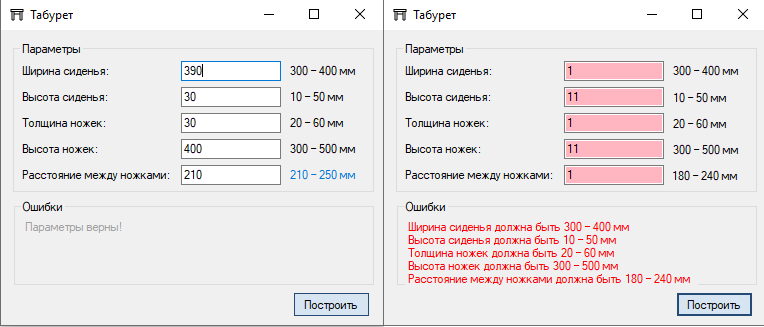 Табурет
Параметры
Ширина сиденья: 390 300 – 400 мм
Высота сиденья: 30 10 – 50 мм
Толщина ножек: 30 20 – 60 мм
Высота ножек: 400 300 – 500 мм
Расстояние между ножками: 210 210 – 250 мм
Ошибки
Параметры верны!
Построить
Табурет
Параметры
Ширина сиденья: 1 300 – 400 мм
Высота сиденья: 11 10 – 50 мм
Толщина ножек: 1 20 – 60 мм
Высота ножек: 11 300 – 500 мм
Расстояние между ножками: 1 180 – 240 мм
Ошибки
Ширина сиденья должна быть 300 – 400 мм
Высота сиденья должна быть 10 – 50 мм
Толщина ножек должна быть 20 – 60 мм
Высота ножек должна быть 300 – 500 мм
Расстояние между ножками должна быть 180 – 240 мм
Построить